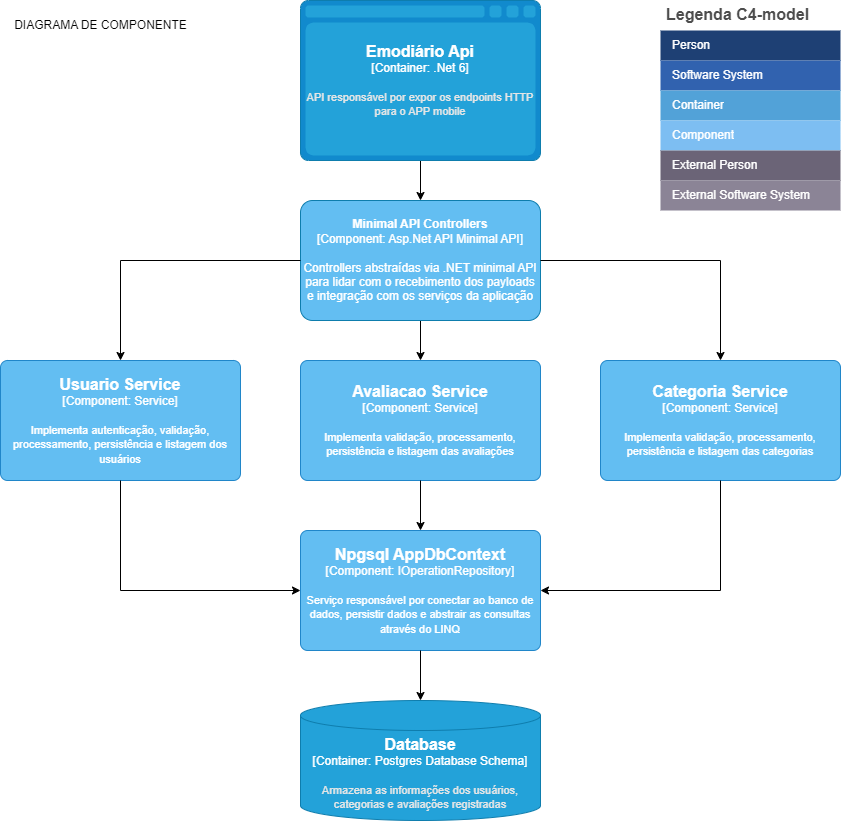 DIAGRAMA DE COMPONENTE
Emodiário Api
[Container: .Net 6]
API responsável por expor os endpoints HTTP
para o APP mobile
Legenda C4-model
Person
Software System
Container
Component
External Person
External Software System
Minimal API Controllers
[Component: Asp.Net API Minimal API]
Controllers abstraídas via .NET minimal API
para lidar com o recebimento dos payloads
e integração com os serviços da aplicação
Usuario Service
[Component: Service]
Implementa autenticação, validação,
processamento, persistência e listagem dos
usuários
Avaliacao Service
[Component: Service]
Implementa validação, processamento,
persistência e listagem das avaliações
Categoria Service
[Component: Service]
Implementa validação, processamento,
persistência e listagem das categorias
Npgsql AppDbContext
[Component: IOperationRepository]
Serviço responsável por conectar ao banco de
dados, persistir dados e abstrair as consultas
através do LINQ
Database
[Container: Postgres Database Schema]
Armazena as informações dos usuários,
categorias e avaliações registradas